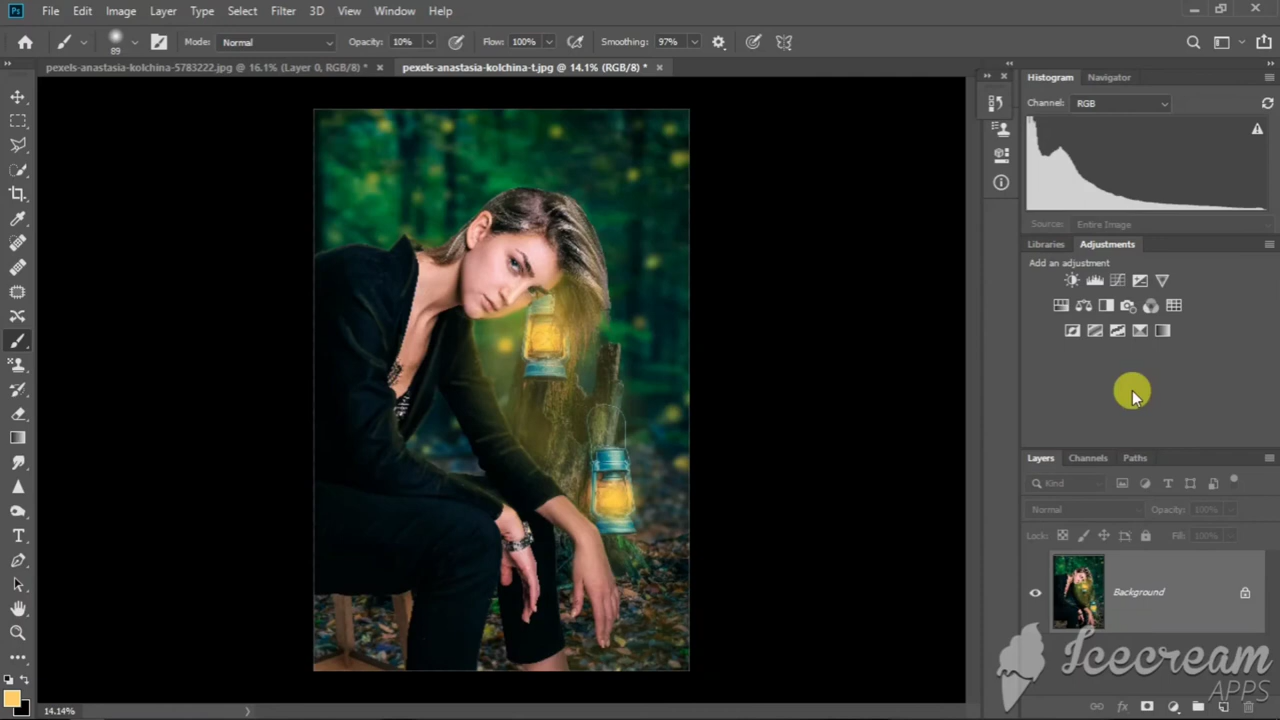 Ps File Edit Image Layer Type Select Filter 3D View Window Help
89 Mode: Normal Opacity: 10% Flow: 100% Smoothing: 97%
pexels-anastasia-kolchina-5783222.jpg @ 16.1% (Layer 0, RGB/8) * × pexels-anastasia-kolchina-t.jpg @ 14.1% (RGB/8) * ×
Histogram Navigator
Channel: RGB
Source: Entire Image
Libraries Adjustments
Add an adjustment
Layers Channels Paths
Kind
Normal Opacity: 100%
Lock: Fill: 100%
Background
Icecream
APPS
14.14%